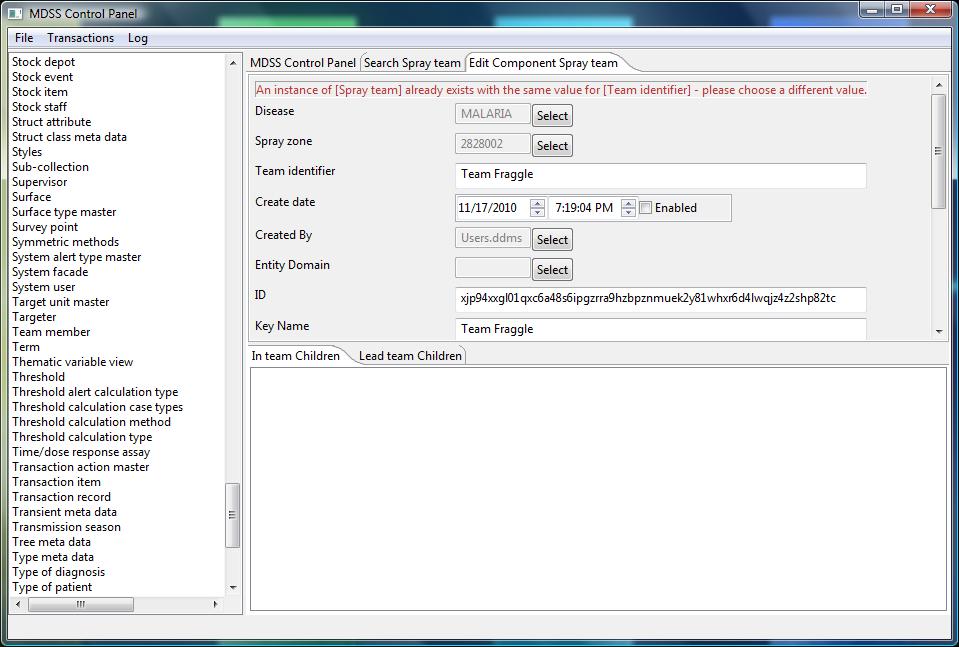 MDSS Control Panel
File Transactions Log
Stock depot
Stock event
Stock item
Stock staff
Struct attribute
Struct class meta data
Styles
Sub-collection
Supervisor
Surface
Surface type master
Survey point
Symmetric methods
System alert type master
System facade
System user
Target unit master
Targeter
Team member
Term
Thematic variable view
Threshold
Threshold alert calculation type
Threshold calculation case types
Threshold calculation method
Threshold calculation type
Time/dose response assay
Transaction action master
Transaction item
Transaction record
Transient meta data
Transmission season
Tree meta data
Type meta data
Type of diagnosis
Type of patient
MDSS Control Panel Search Spray team Edit Component Spray team
An instance of [Spray team] already exists with the same value for [Team identifier] - please choose a different value.
Disease MALARIA Select
Spray zone 2828002 Select
Team identifier Team Fraggle
Create date 11/17/2010 7:19:04 PM Enabled
Created By Users.ddms Select
Entity Domain Select
ID xjp94xxgl01qxc6a48s6ipgzrra9hzbpznmuek2y81whxr6d4lwqjz4z2shp82tc
Key Name Team Fraggle
In team Children Lead team Children